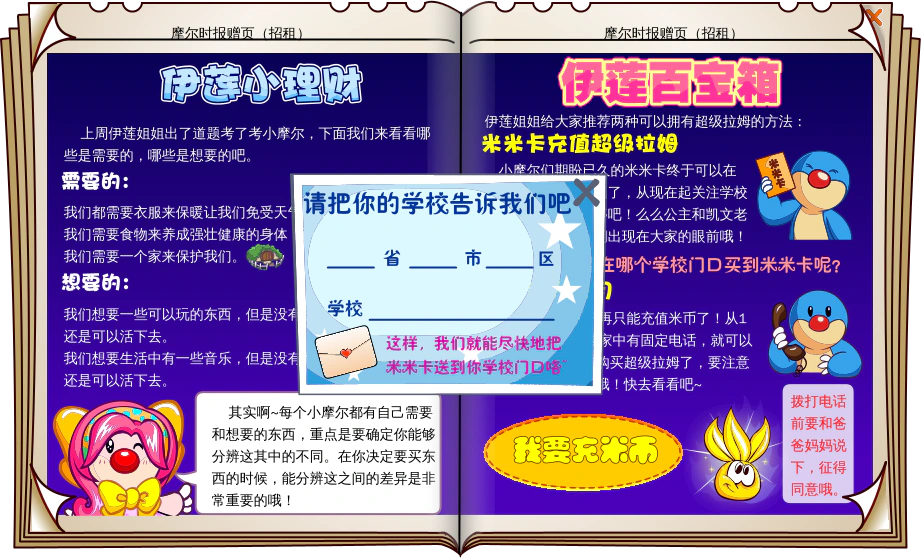 摩尔时报赠页（招租）
伊莲小理财
上周伊莲姐姐出了道题考了考小摩尔，下面我们来看看哪
些是需要的，哪些是想要的吧。
需要的：
我们都需要衣服来保暖让我们免受天
我们需要食物来养成强壮健康的身体
我们需要一个家来保护我们。
想要的：
我们想要一些可以玩的东西，但是没有
还是可以活下去。
我们想要生活中有一些音乐，但是没有
还是可以活下去。
其实啊~每个小摩尔都有自己需要
和想要的东西，重点是要确定你能够
分辨这其中的不同。在你决定要买东
西的时候，能分辨这之间的差异是非
常重要的哦！
请把你的学校告诉我们吧
省 市 区
学校
这样，我们就能尽快地把
米米卡送到你学校门口咯~
摩尔时报赠页（招租）
伊莲百宝箱
伊莲姐姐给大家推荐两种可以拥有超级拉姆的方法：
米米卡充值超级拉姆
小摩尔们期盼已久的米米卡终于可以在
了，从现在起关注学校
吧！么么公主和凯文老
出现在大家的眼前哦！
在哪个学校门口买到米米卡呢？
再只能充值米币了！从1
家中有固定电话，就可以
购买超级拉姆了，要注意
哦！快去看看吧~
米米卡
我要充米币
拨打电话
前要和爸
爸妈妈说
下，征得
同意哦。